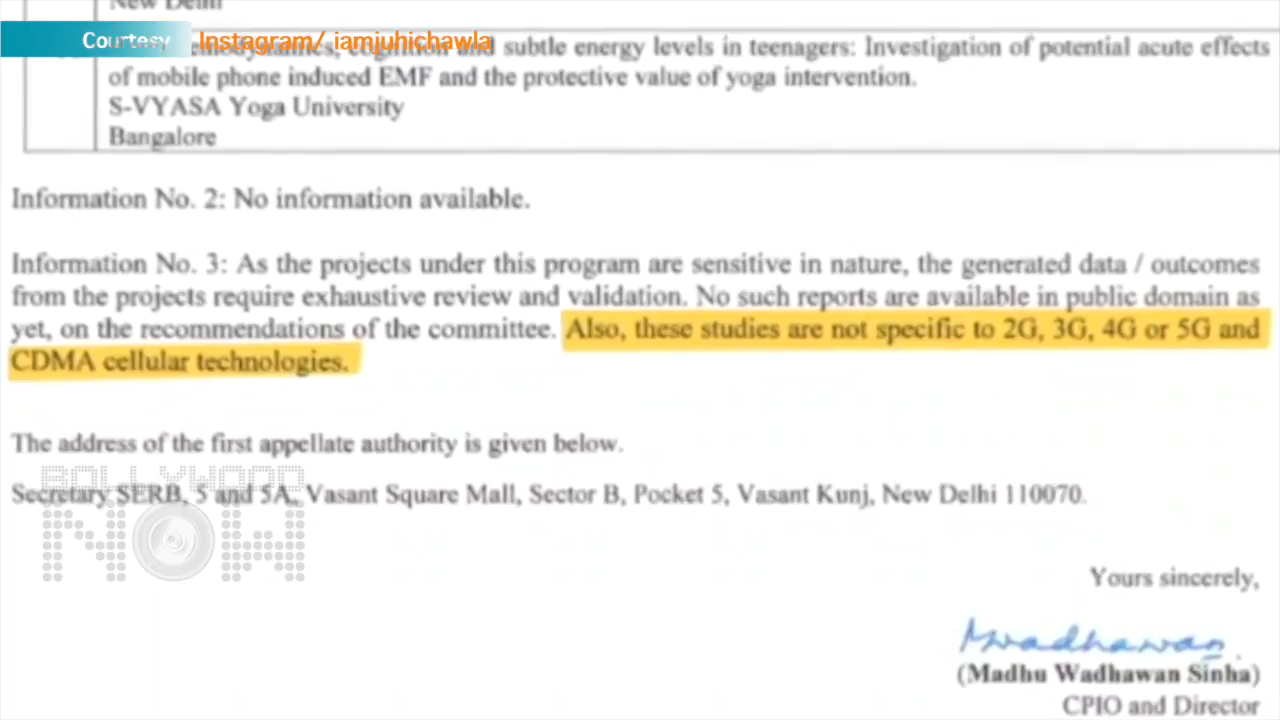 New Delhi
Courtesy Instagram/ iamjuhichawla
subtle energy levels in teenagers: Investigation of potential acute effects
of mobile phone induced EMF and the protective value of yoga intervention.
S-VYASA Yoga University
Bangalore
Information No. 2: No information available.
Information No. 3: As the projects under this program are sensitive in nature, the generated data / outcomes
from the projects require exhaustive review and validation. No such reports are available in public domain as
yet, on the recommendations of the committee. Also, these studies are not specific to 2G, 3G, 4G or 5G and
CDMA cellular technologies.
The address of the first appellate authority is given below.
BOLLYWOOD
Secretary SERB, 5 and 5A, Vasant Square Mall, Sector B, Pocket 5, Vasant Kunj, New Delhi 110070.
NOW
Yours sincerely,
Mwadhawan
(Madhu Wadhawan Sinha)
CPIO and Director